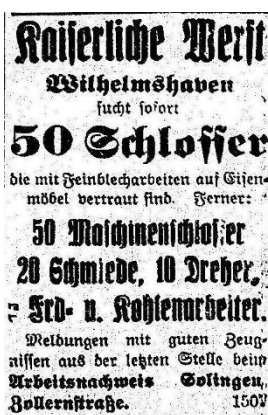 Kaiserliche Werft
Wilhelmshaven
sucht sofort
50 Schlosser
die mit Feinblecharbeiten auf Eisen-
möbel vertraut sind. Ferner:
50 Maschinenschlosser
20 Schmiede, 10 Dreher,
Erd- u. Kohlenarbeiter.
Meldungen mit guten Zeug-
nissen aus der letzten Stelle beim
Arbeitsnachweis Solingen,
Zollernstraße. 1507